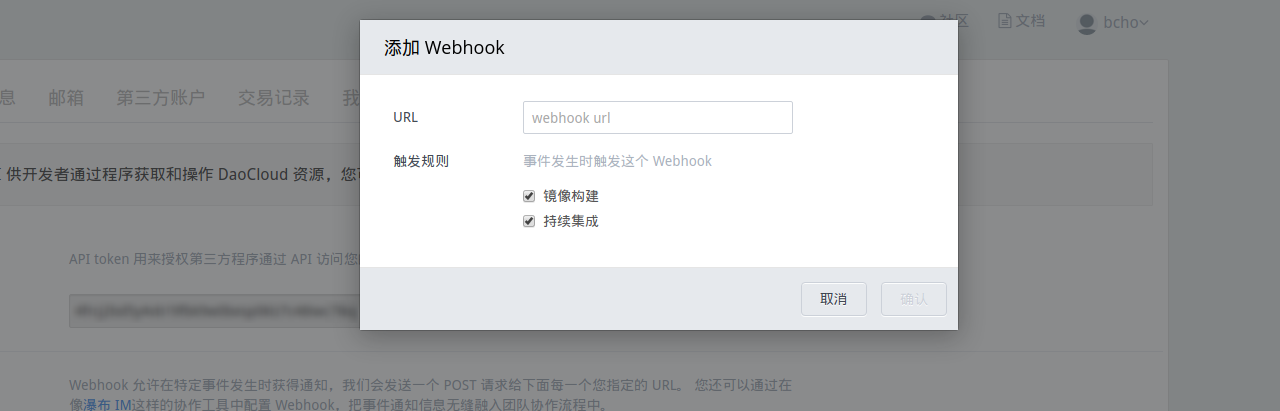 社区 文档 bcho
添加 Webhook
息 邮箱 第三方账户 交易记录 我
URL webhook url
触发规则 事件发生时触发这个 Webhook
供开发者通过程序获取和操作 DaoCloud 资源，您
镜像构建
持续集成
API token 用来授权第三方程序通过 API 访问您
取消 确认
Webhook 允许在特定事件发生时获得通知，我们会发送一个 POST 请求给下面每一个您指定的 URL。 您还可以通过在
像瀑布 IM这样的协作工具中配置 Webhook，把事件通知信息无缝融入团队协作流程中。